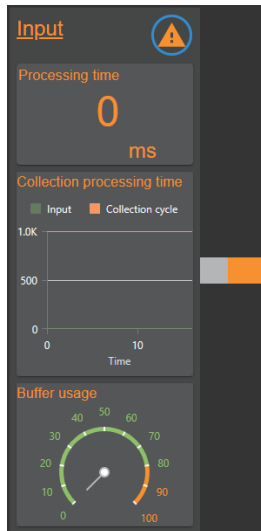 Input
Processing time
0
ms
Collection processing time
Input Collection cycle
1.0K
500
0
0 10
Time
Buffer usage
0 10 20 30 40 50 60 70 80 90 100